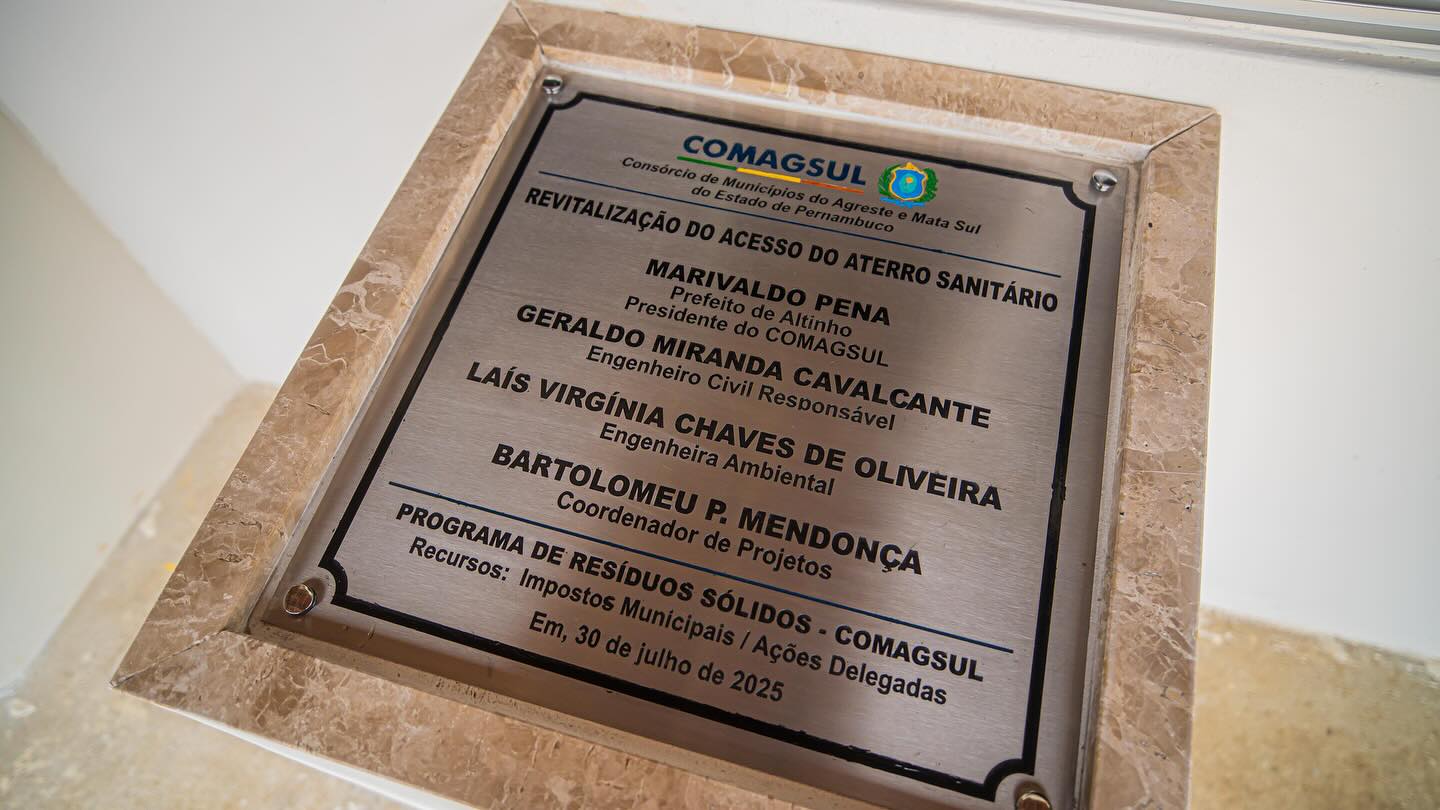 COMAGSUL
Consórcio de Municípios do Agreste e Mata Sul
do Estado de Pernambuco
REVITALIZAÇÃO DO ACESSO DO ATERRO SANITÁRIO
MARIVALDO PENA
Prefeito de Altinho
Presidente do COMAGSUL
GERALDO MIRANDA CAVALCANTE
Engenheiro Civil Responsável
LAÍS VIRGÍNIA CHAVES DE OLIVEIRA
Engenheira Ambiental
BARTOLOMEU P. MENDONÇA
Coordenador de Projetos
PROGRAMA DE RESÍDUOS SÓLIDOS - COMAGSUL
Recursos: Impostos Municipais / Ações Delegadas
Em, 30 de julho de 2025